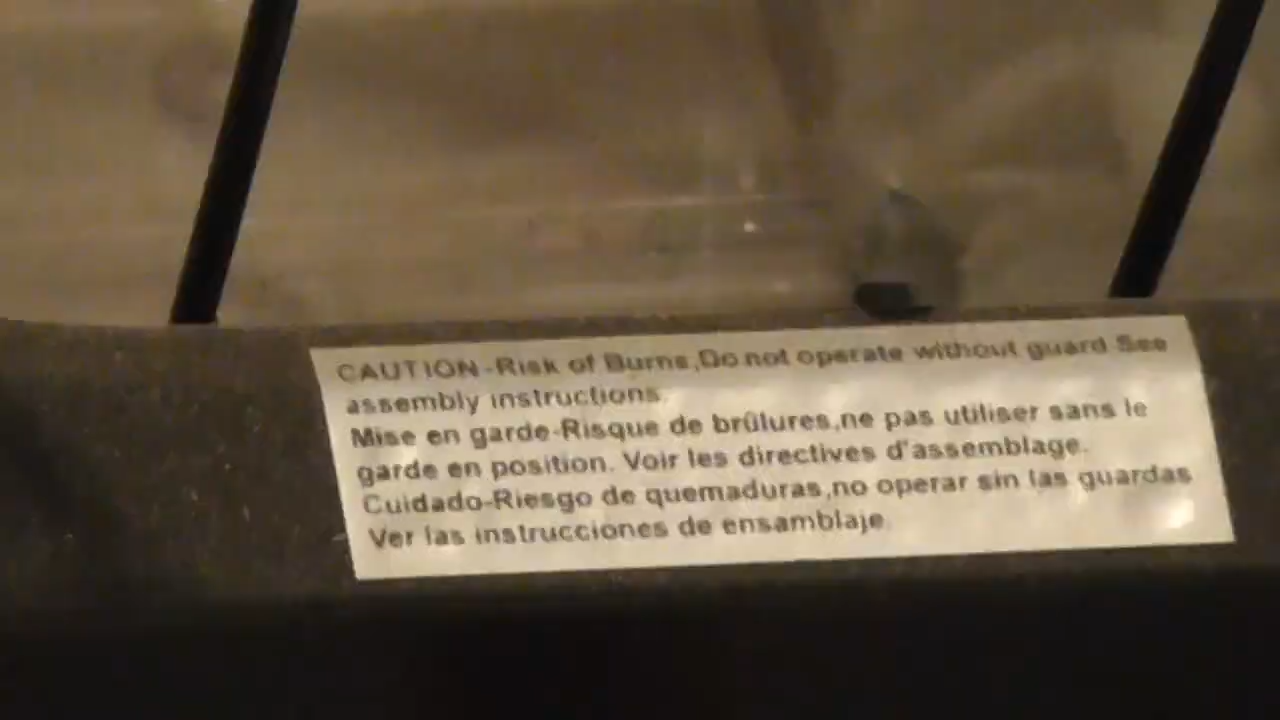 CAUTION-Risk of Burns,Do not operate without guard See
assembly instructions.
Mise en garde-Risque de brûlures,ne pas utiliser sans le
garde en position. Voir les directives d'assemblage.
Cuidado-Riesgo de quemaduras,no operar sin las guardas
Ver las instrucciones de ensamblaje.